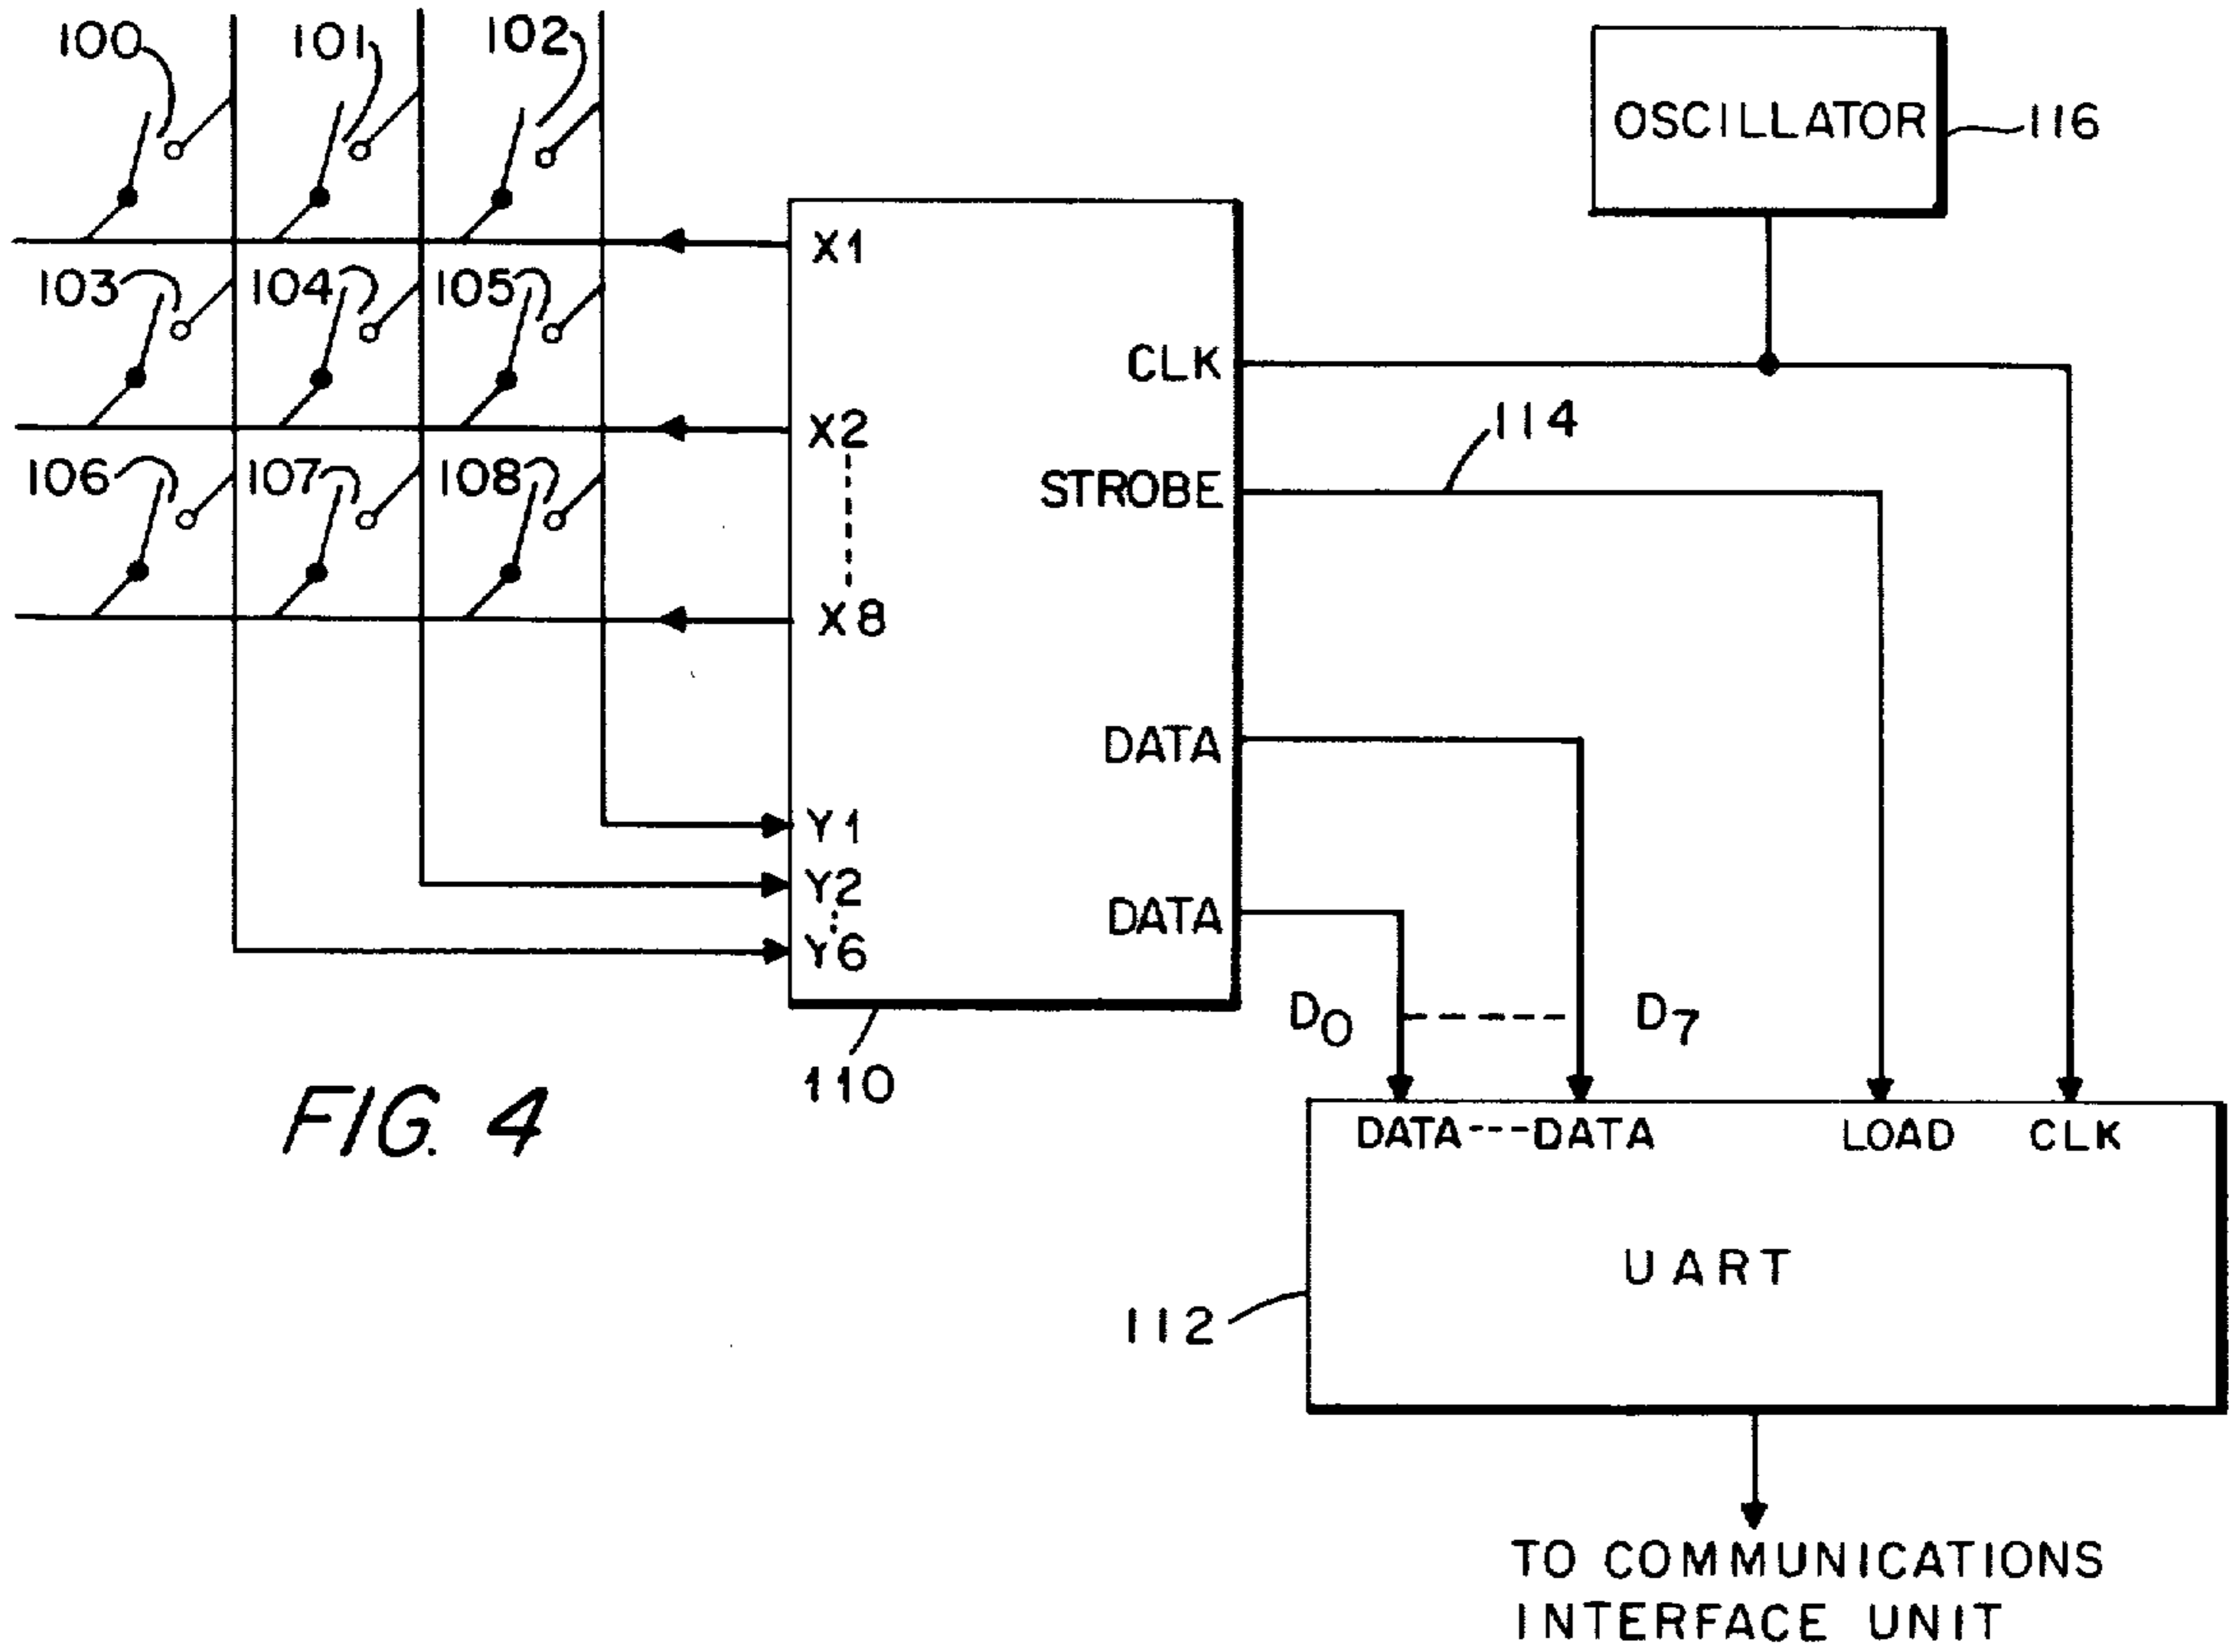 100
101
102
OSCILLATOR
116
X1
103
104
105
CLK
X2
114
106
107
108
STROBE
X8
DATA
Y1
Y2
DATA
Y6
D0
D7
110
FIG. 4
DATA---DATA
LOAD
CLK
UART
112
TO COMMUNICATIONS
INTERFACE UNIT